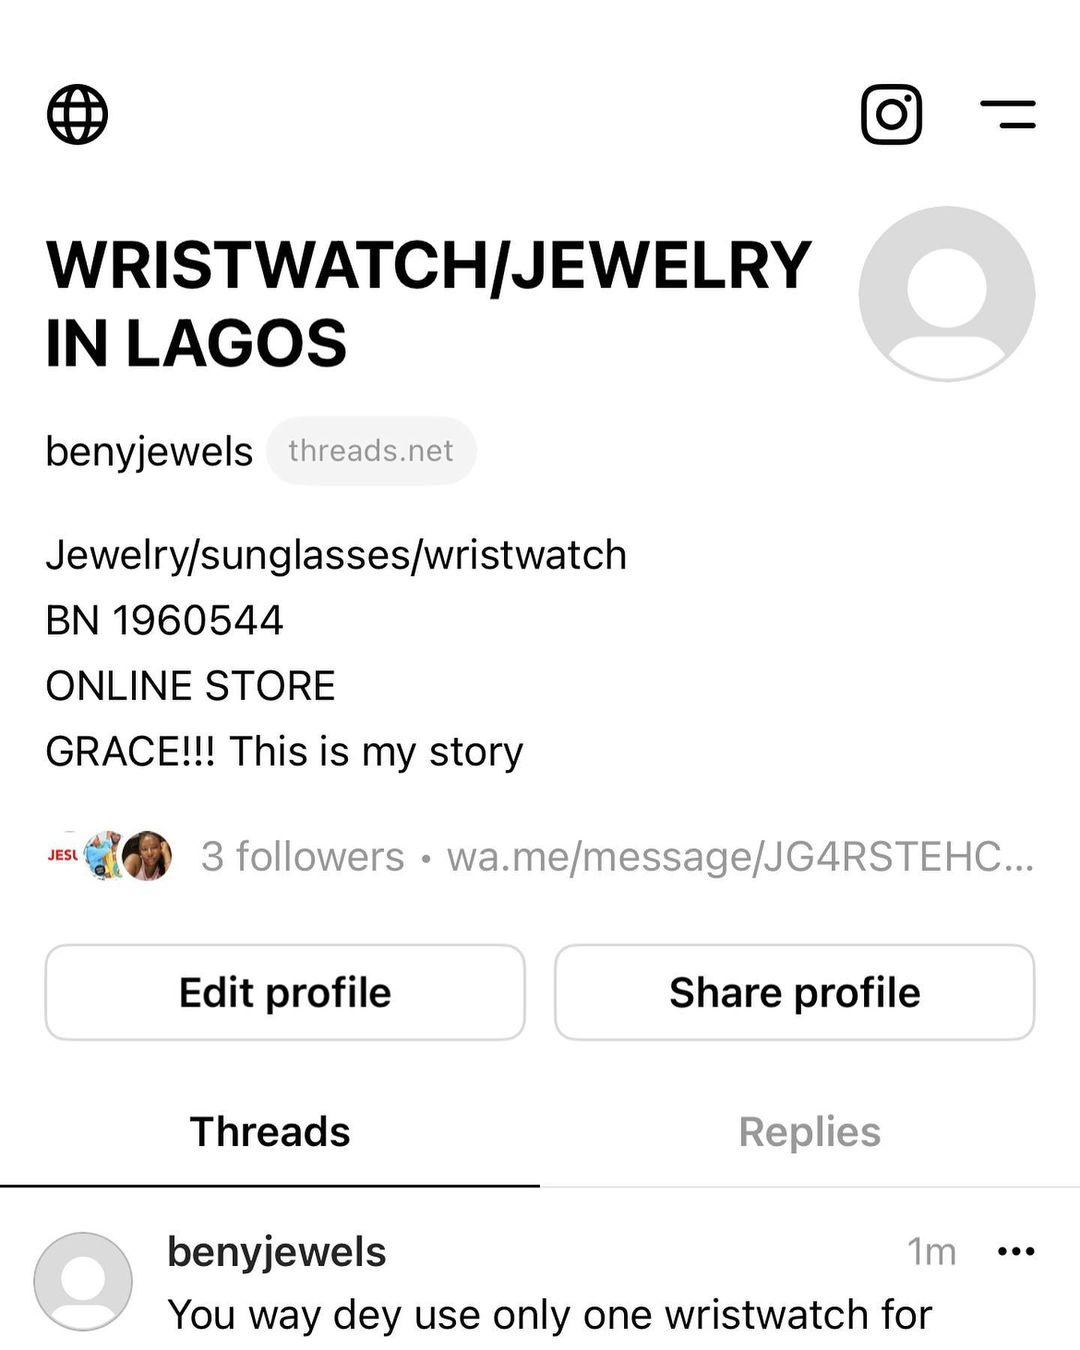 WRISTWATCH/JEWELRY
IN LAGOS
benyjewels threads.net
Jewelry/sunglasses/wristwatch
BN 1960544
ONLINE STORE
GRACE!!! This is my story
JESU
3 followers • wa.me/message/JG4RSTEHC...
Edit profile Share profile
Threads Replies
benyjewels 1m
You way dey use only one wristwatch for